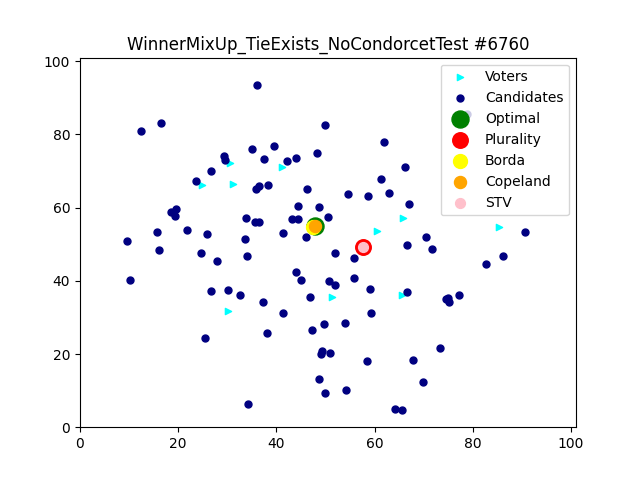 WinnerMixUp_TieExists_NoCondorcetTest #6760
100
80
60
40
20
0
0 20 40 60 80 100
Voters
Candidates
Optimal
Plurality
Borda
Copeland
STV